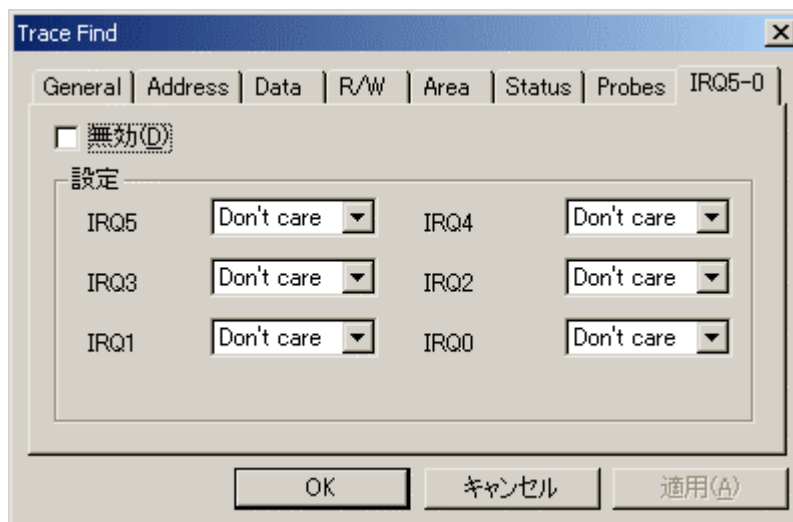 Trace Find
General Address Data R/W Area Status Probes IRQ5-0
無効(D)
設定
IRQ5 Don't care IRQ4 Don't care
IRQ3 Don't care IRQ2 Don't care
IRQ1 Don't care IRQ0 Don't care
OK キャンセル 適用(A)